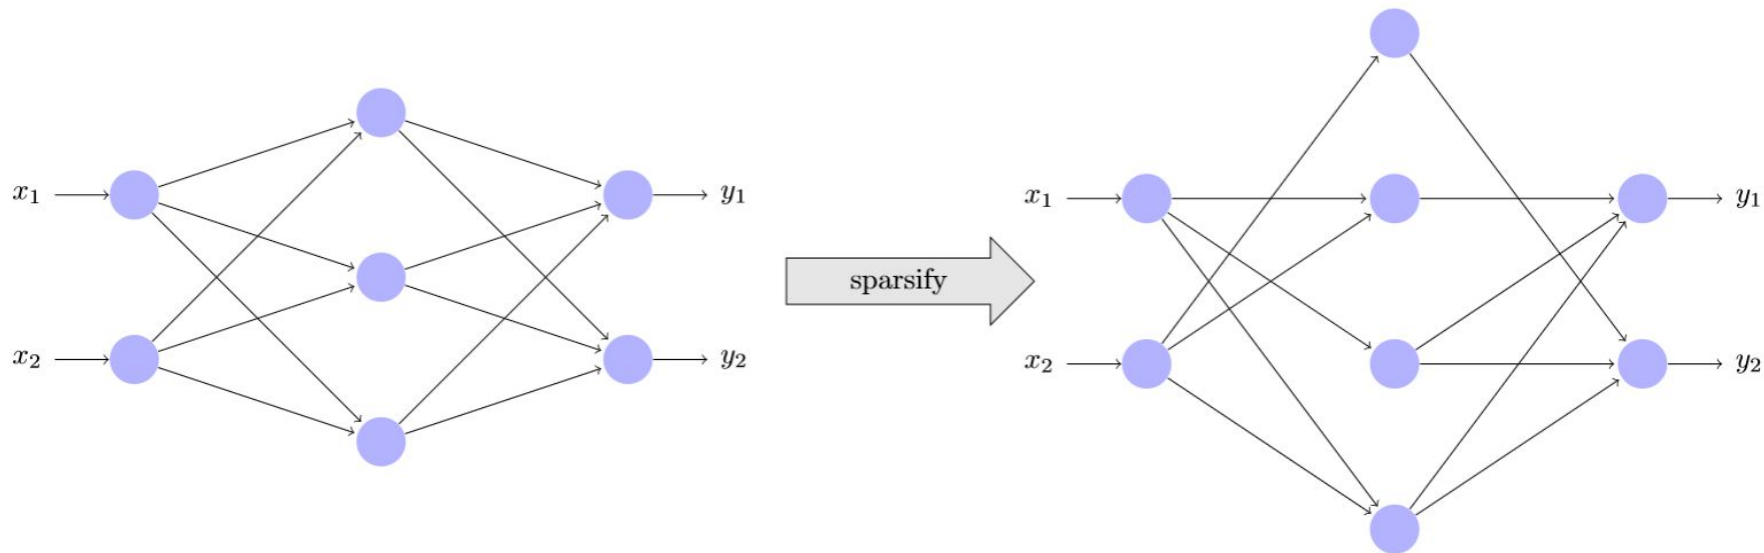 x₁
x₂
y₁
y₂
sparsify
x₁
x₂
y₁
y₂